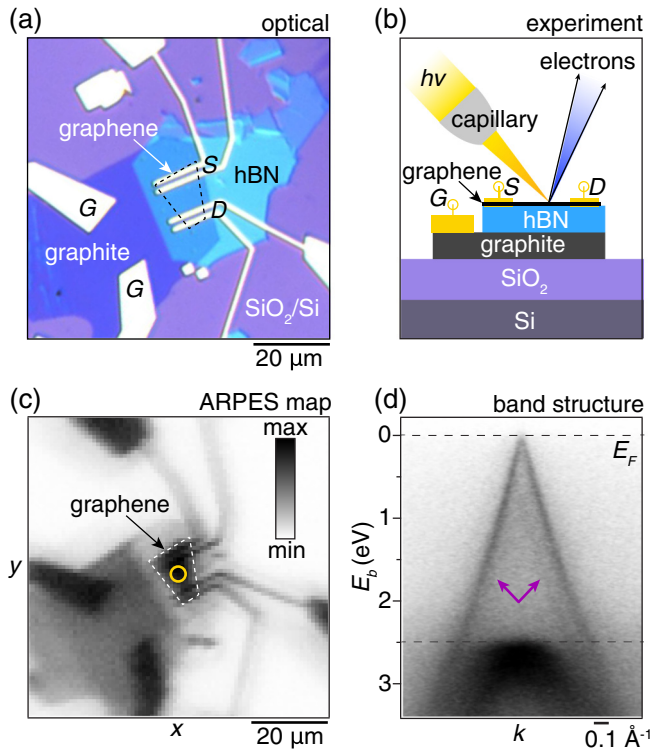 (a) optical
graphene
S
hBN
D
G
graphite
G
SiO2/Si
20 μm
(b) experiment
electrons
hν
capillary
graphene
S
D
G
hBN
graphite
SiO2
Si
(c) ARPES map
max
graphene
min
y
x
20 μm
(d) band structure
0
EF
1
Eb (eV)
2
3
k
0.1 Å-1